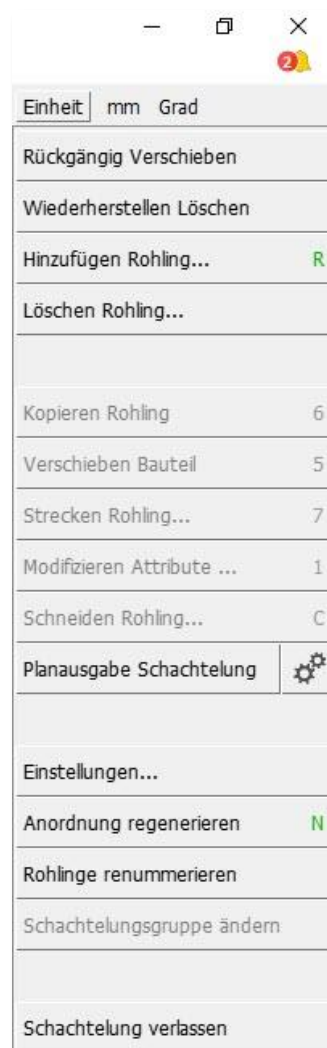 2
Einheit mm Grad
Rückgängig Verschieben
Wiederherstellen Löschen
Hinzufügen Rohling... R
Löschen Rohling...
Kopieren Rohling 6
Verschieben Bauteil 5
Strecken Rohling... 7
Modifizieren Attribute ... 1
Schneiden Rohling... C
Planausgabe Schachtelung
Einstellungen...
Anordnung regenerieren N
Rohlinge renummerieren
Schachtelungsgruppe ändern
Schachtelung verlassen